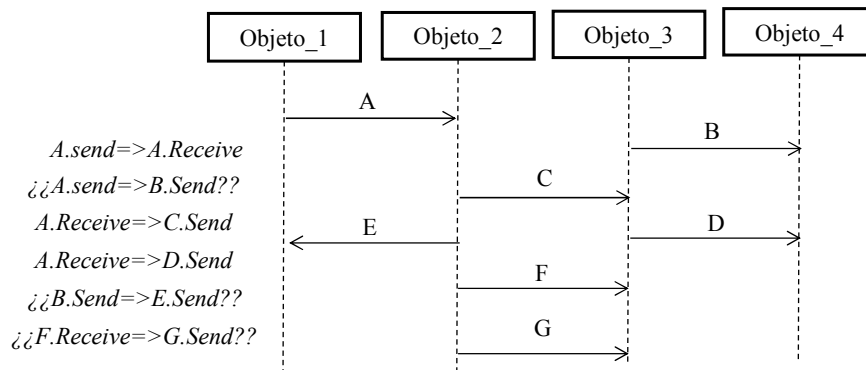 Objeto_1 Objeto_2 Objeto_3 Objeto_4
A
B
A.send=>A.Receive
¿¿A.send=>B.Send??
C
A.Receive=>C.Send
E
D
A.Receive=>D.Send
F
¿¿B.Send=>E.Send??
G
¿¿F.Receive=>G.Send??